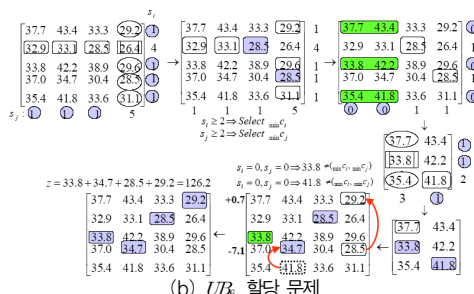 s_i
37.7 43.4 33.3 29.2 1
32.9 33.1 28.5 26.4 4
33.8 42.2 38.9 29.6 1
37.0 34.7 30.4 28.5 1
35.4 41.8 33.6 31.1 1
s_j : 1 1 1 5
→
37.7 43.4 33.3 29.2 1
32.9 33.1 28.5 26.4 4
33.8 42.2 38.9 29.6 1
37.0 34.7 30.4 28.5 1
35.4 41.8 33.6 31.1 1
1 1 1 5
s_i ≥ 2 ⇒ Select min c_i
s_j ≥ 2 ⇒ Select min c_j
→
37.7 43.4 33.3 29.2 0
32.9 33.1 28.5 26.4 1
33.8 42.2 38.9 29.6 0
37.0 34.7 30.4 28.5 1
35.4 41.8 33.6 31.1 0
0 0 1 1
↓
37.7 43.4 1
33.8 42.2 1
35.4 41.8 2
3 1
↓
37.7 43.4
33.8 42.2
35.4 41.8
←
s_i = 0, s_j = 0 ⇒ 33.8 ≠ (min c_i, min c_j)
s_i = 0, s_j = 0 ⇒ 41.8 ≠ (min c_i, min c_j)
+0.7 37.7 43.4 33.3 29.2
32.9 33.1 28.5 26.4
33.8 42.2 38.9 29.6
-7.1 37.0 34.7 30.4 28.5
35.4 41.8 33.6 31.1
←
z = 33.8+34.7+28.5+29.2=126.2
37.7 43.4 33.3 29.2
32.9 33.1 28.5 26.4
33.8 42.2 38.9 29.6
37.0 34.7 30.4 28.5
35.4 41.8 33.6 31.1
(b) 할당 문제